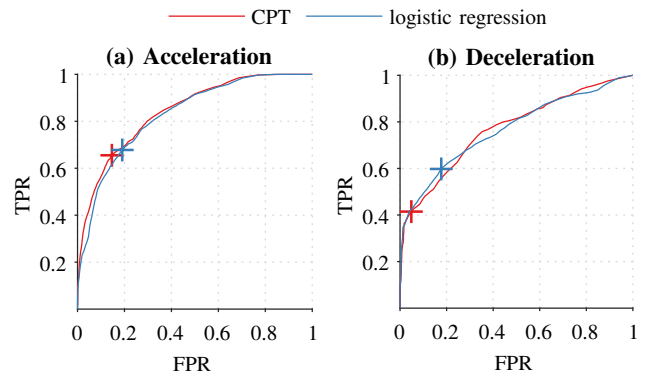 CPT logistic regression
(a) Acceleration
1
0.8
0.6
0.4
0.2
TPR
0 0.2 0.4 0.6 0.8 1
FPR
(b) Deceleration
1
0.8
0.6
0.4
0.2
TPR
0 0.2 0.4 0.6 0.8 1
FPR